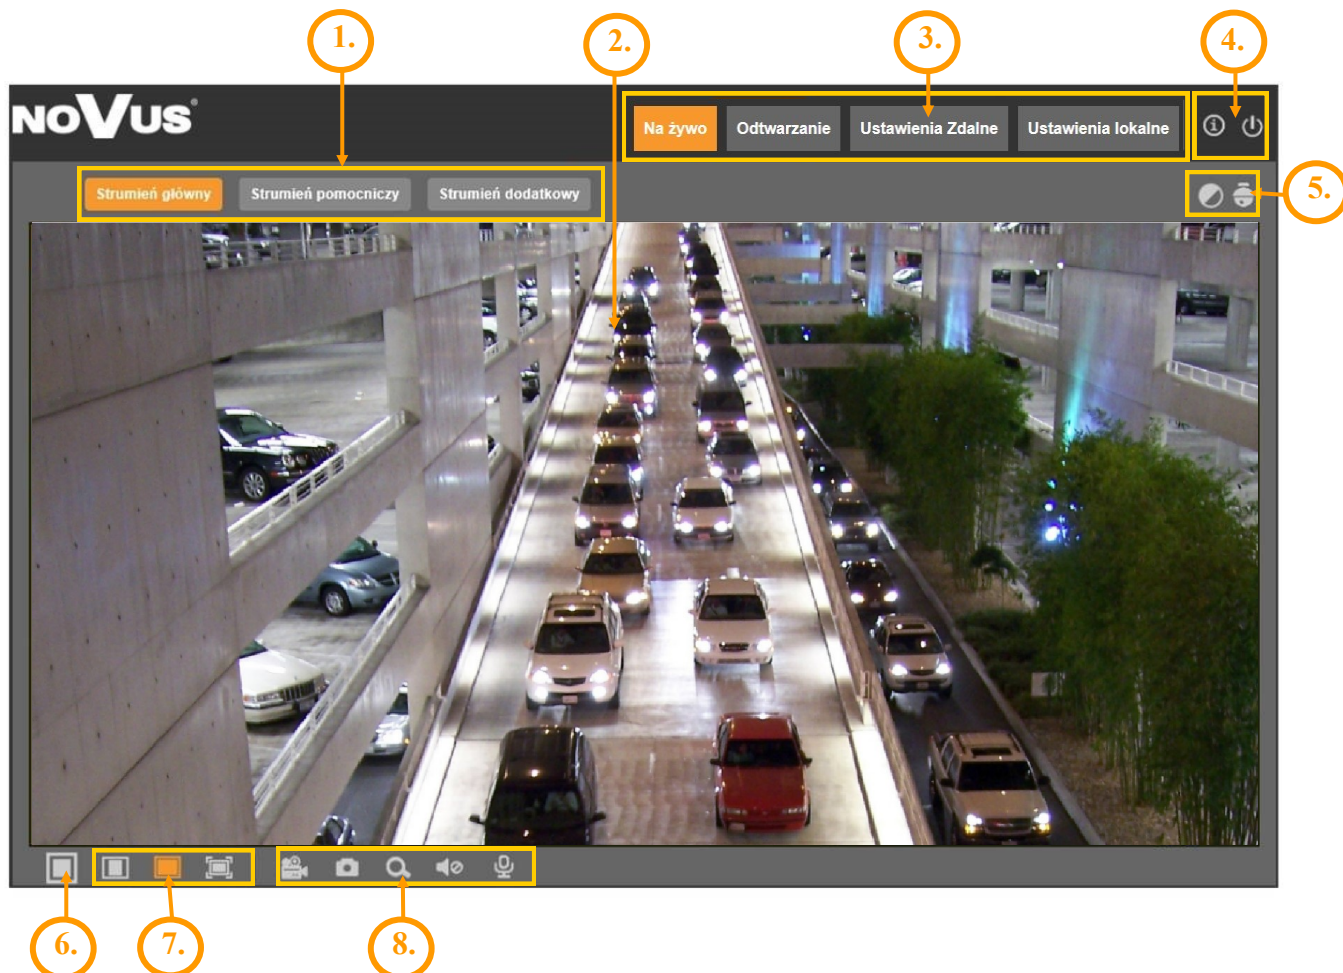 1.
2.
3.
4.
NOVUS®
Na żywo
Odtwarzanie
Ustawienia Zdalne
Ustawienia lokalne
5.
Strumień główny
Strumień pomocniczy
Strumień dodatkowy
6.
7.
8.